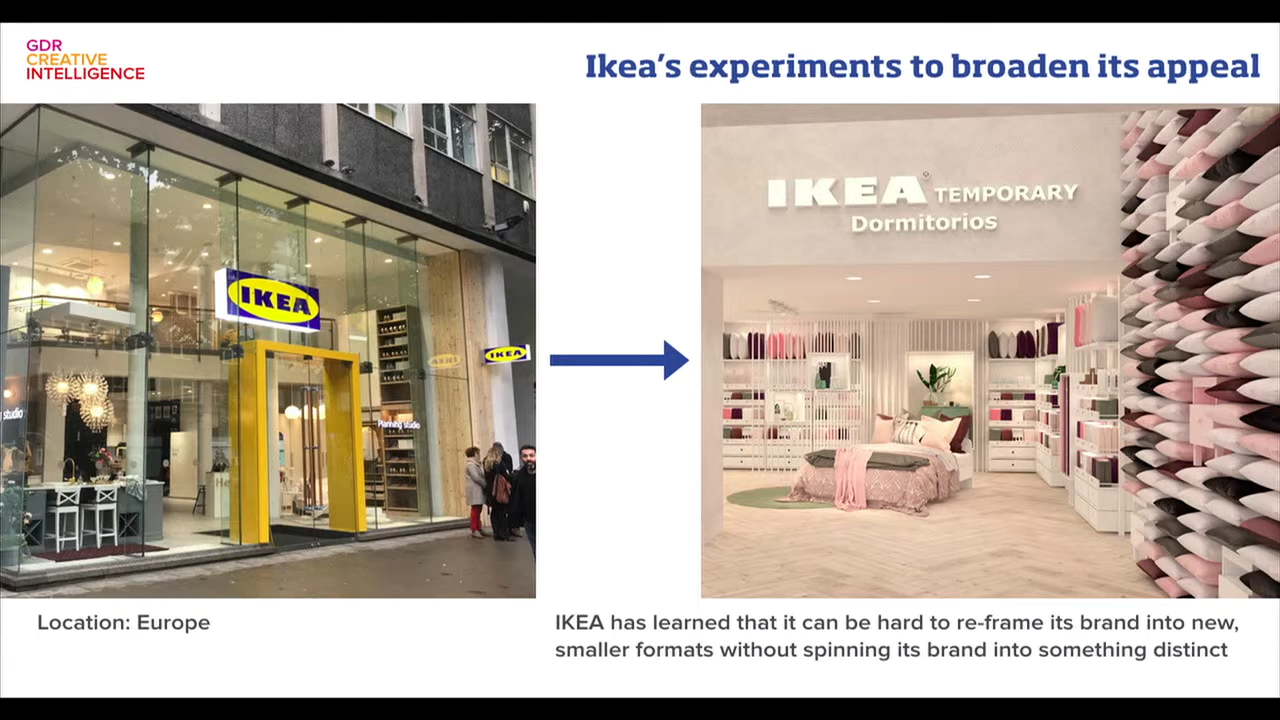 GDR
CREATIVE
INTELLIGENCE
Ikea's experiments to broaden its appeal
IKEA
IKEA
studio
Planning studio
IKEA® TEMPORARY
Dormitorios
Location: Europe
IKEA has learned that it can be hard to re-frame its brand into new,
smaller formats without spinning its brand into something distinct